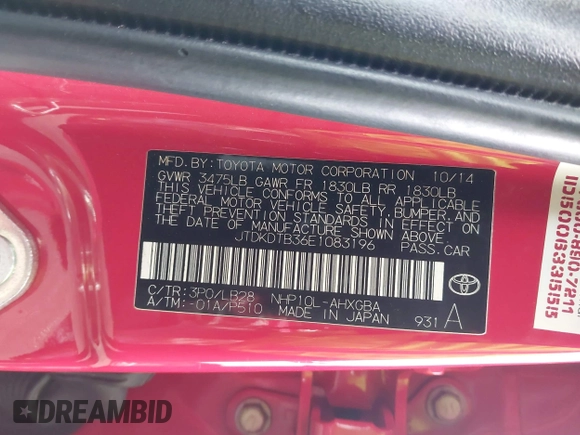 MFD. BY: TOYOTA MOTOR CORPORATION 10/14
GVWR 3475LB GAWR FR 1830LB RR 1830LB
THIS VEHICLE CONFORMS TO ALL APPLICABLE
FEDERAL MOTOR VEHICLE SAFETY, BUMPER, AND
THEFT PREVENTION STANDARDS IN EFFECT ON
THE DATE OF MANUFACTURE SHOWN ABOVE.
JTDKDTB36E1083196 PASS.CAR
C/TR: 3P0/LB28 NHP10L-AHXGBA
A/TM: -01A/P510 MADE IN JAPAN 931 A
TOYOTA
DREAMBID